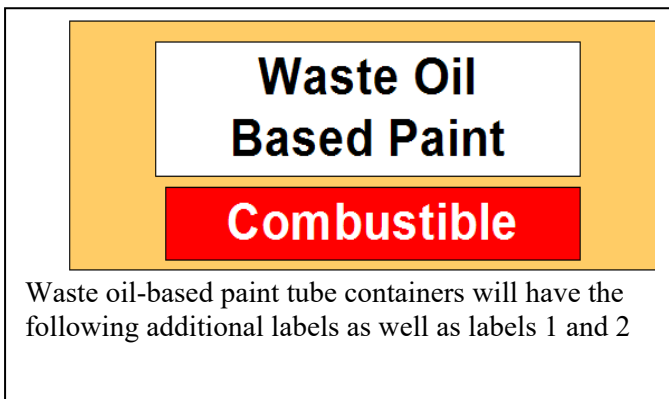 Waste Oil
Based Paint
Combustible
Waste oil-based paint tube containers will have the
following additional labels as well as labels 1 and 2